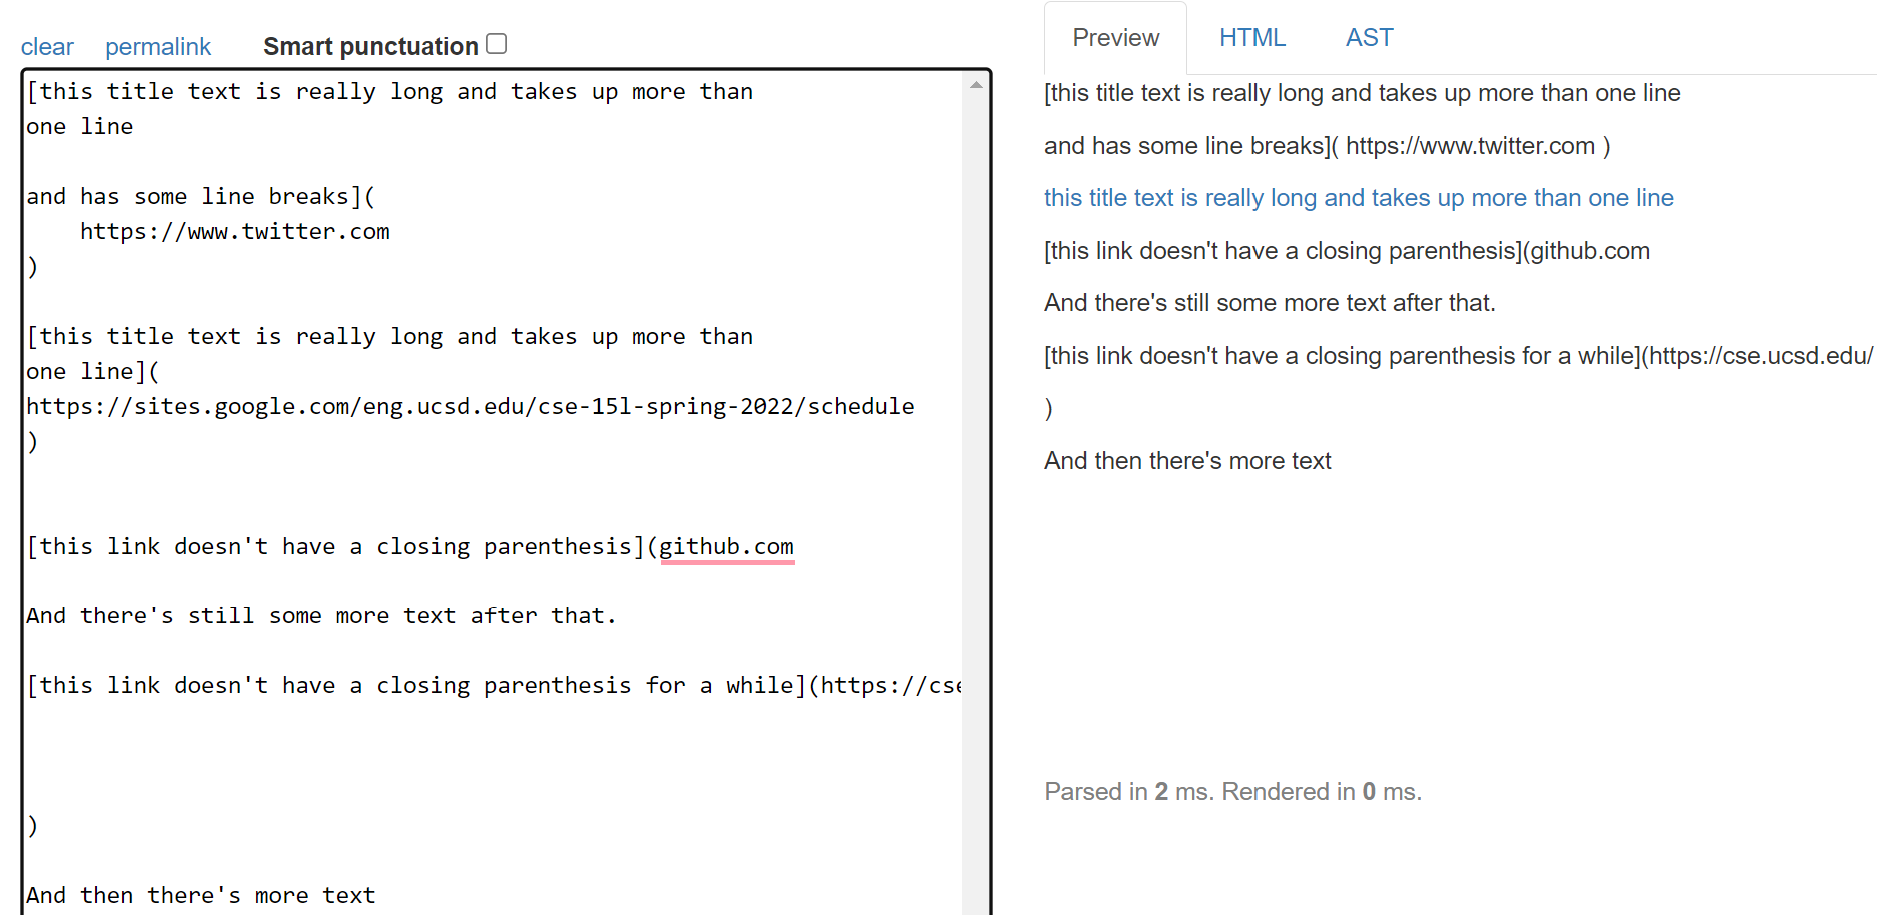 clear permalink Smart punctuation
[this title text is really long and takes up more than
one line
and has some line breaks](
https://www.twitter.com
)
[this title text is really long and takes up more than
one line](
https://sites.google.com/eng.ucsd.edu/cse-15l-spring-2022/schedule
)
[this link doesn't have a closing parenthesis](github.com
And there's still some more text after that.
[this link doesn't have a closing parenthesis for a while](https://cse
)
And then there's more text
Preview HTML AST
[this title text is really long and takes up more than one line
and has some line breaks]( https://www.twitter.com )
this title text is really long and takes up more than one line
[this link doesn't have a closing parenthesis](github.com
And there's still some more text after that.
[this link doesn't have a closing parenthesis for a while](https://cse.ucsd.edu/
)
And then there's more text
Parsed in 2 ms. Rendered in 0 ms.